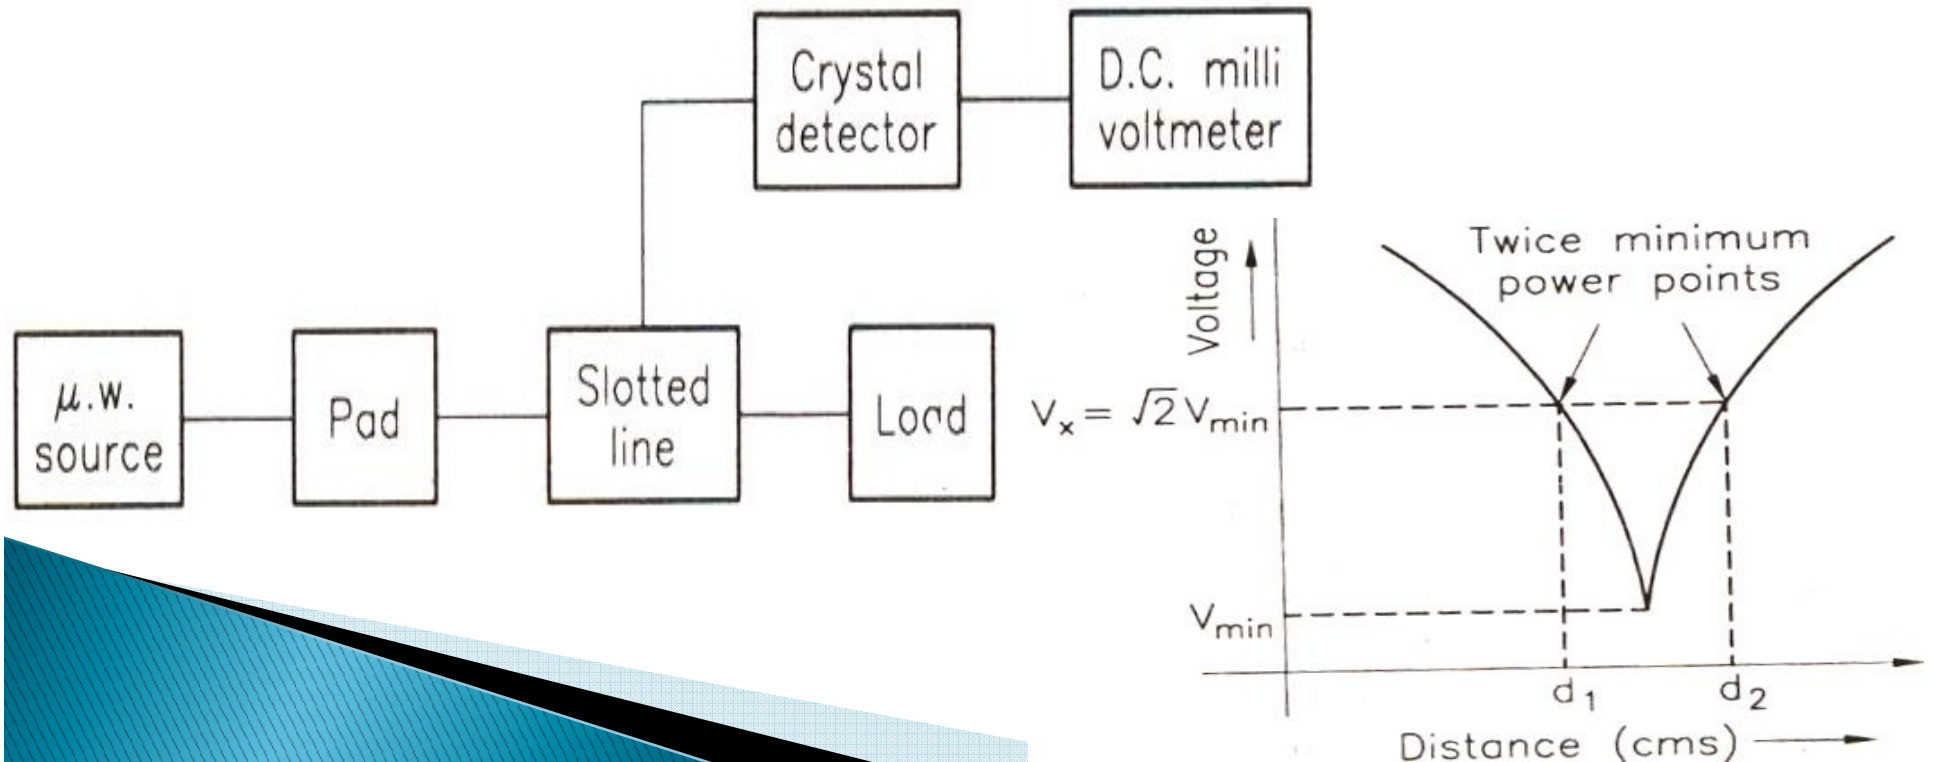 Crystal
detector
D.C. milli
voltmeter
μ.w.
source
Pad
Slotted
line
Load
Voltage
Twice minimum
power points
Vₓ = √2 Vmin
Vmin
d₁
d₂
Distance (cms)